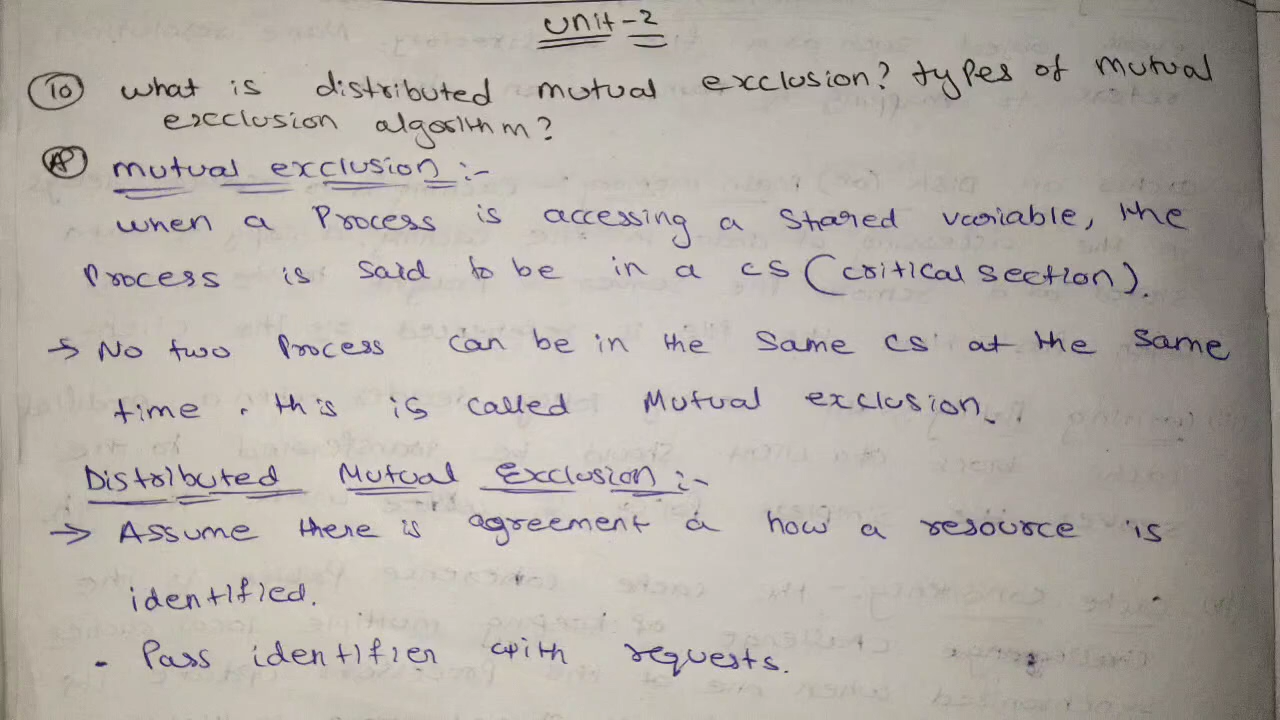 Unit-2
10 what is distributed mutual exclusion? types of mutual
exclusion algorithm?
A mutual exclusion :-
when a Process is accessing a Shared variable, the
Process is said to be in a CS (critical section).
→ No two Process can be in the Same CS at the Same
time. this is called Mutual exclusion.
Distributed Mutual Exclusion :-
→ Assume there is agreement a how a resource is
identified.
• Pass identifier with requests.